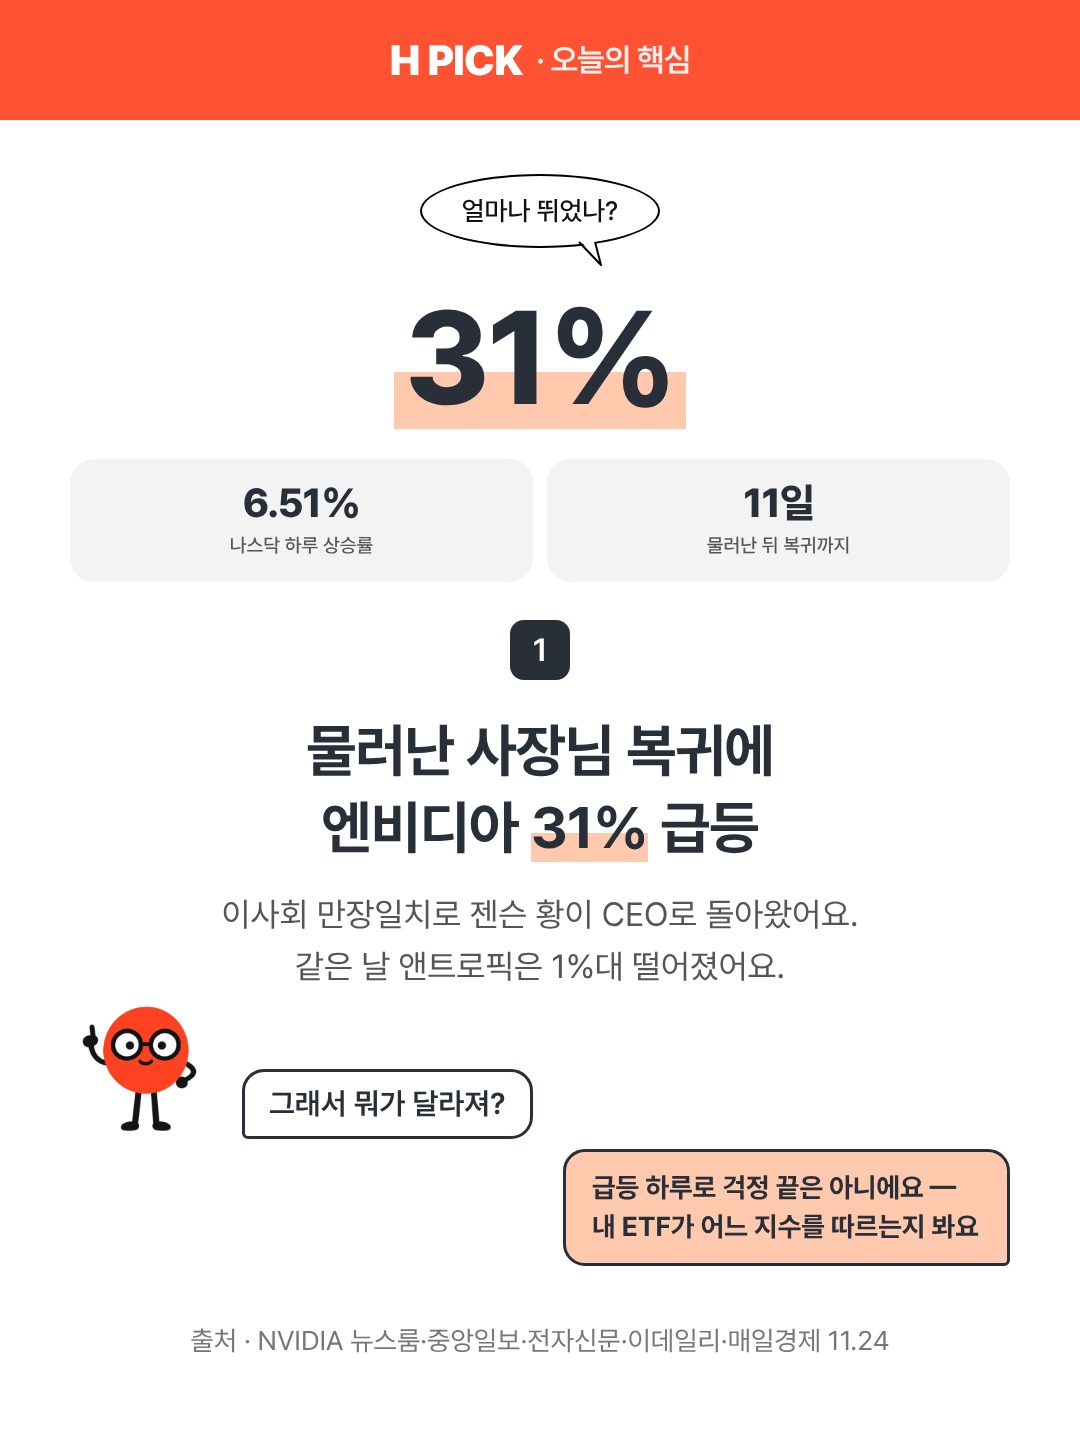 H PICK · 오늘의 핵심
얼마나 뛰었나?
31%
6.51%
나스닥 하루 상승률
11일
물러난 뒤 복귀까지
1
물러난 사장님 복귀에
엔비디아 31% 급등
이사회 만장일치로 젠슨 황이 CEO로 돌아왔어요.
같은 날 앤트로픽은 1%대 떨어졌어요.
그래서 뭐가 달라져?
급등 하루로 걱정 끝은 아니에요 —
내 ETF가 어느 지수를 따르는지 봐요
출처 · NVIDIA 뉴스룸·중앙일보·전자신문·이데일리·매일경제 11.24